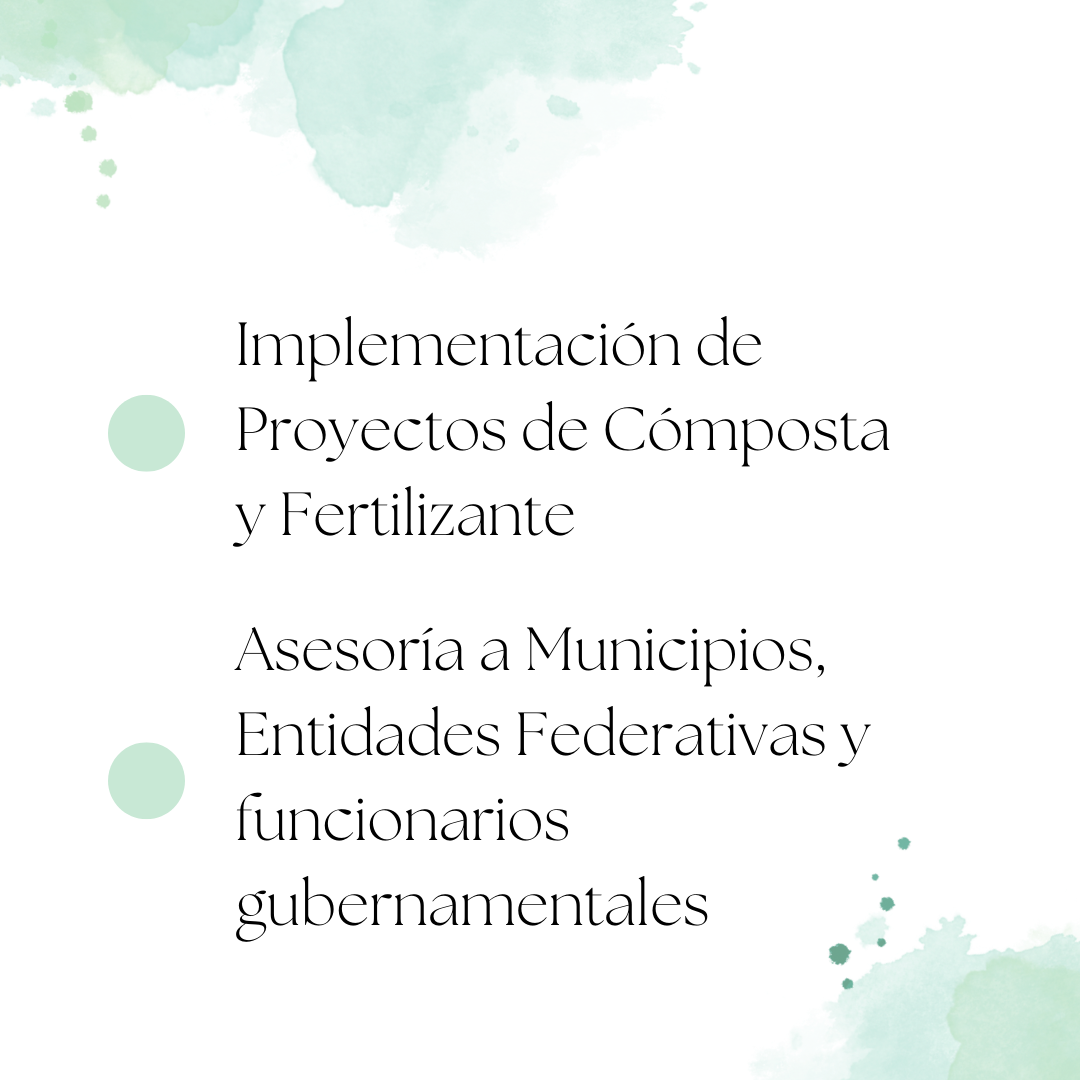 Implementación de
Proyectos de Cómposta
y Fertilizante
Asesoría a Municipios,
Entidades Federativas y
funcionarios
gubernamentales